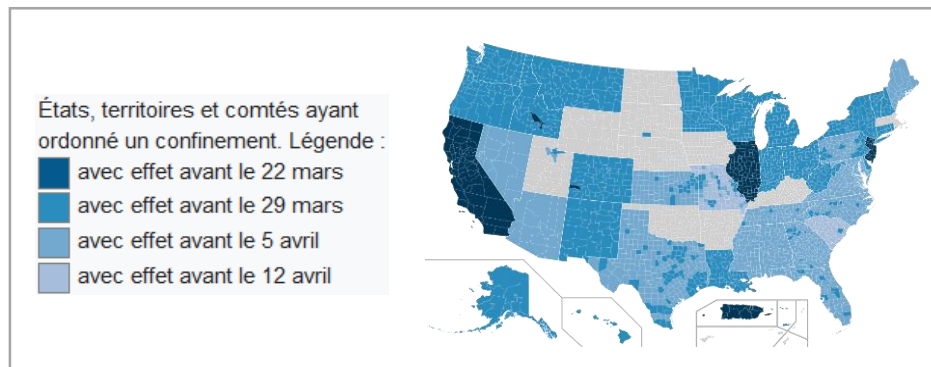 États, territoires et comtés ayant
ordonné un confinement. Légende :
avec effet avant le 22 mars
avec effet avant le 29 mars
avec effet avant le 5 avril
avec effet avant le 12 avril